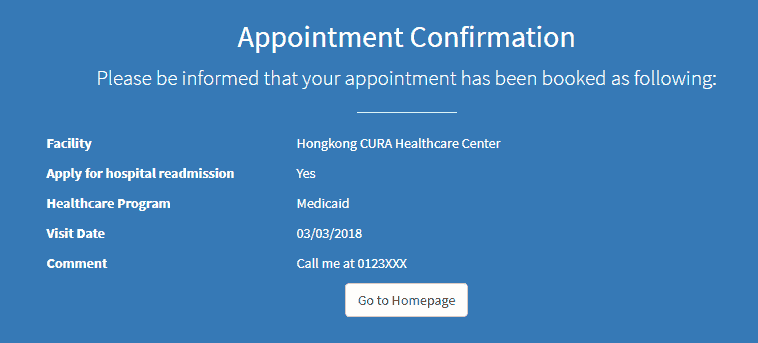 Appointment Confirmation
Please be informed that your appointment has been booked as following:
Facility Hongkong CURA Healthcare Center
Apply for hospital readmission Yes
Healthcare Program Medicaid
Visit Date 03/03/2018
Comment Call me at 0123XXX
Go to Homepage